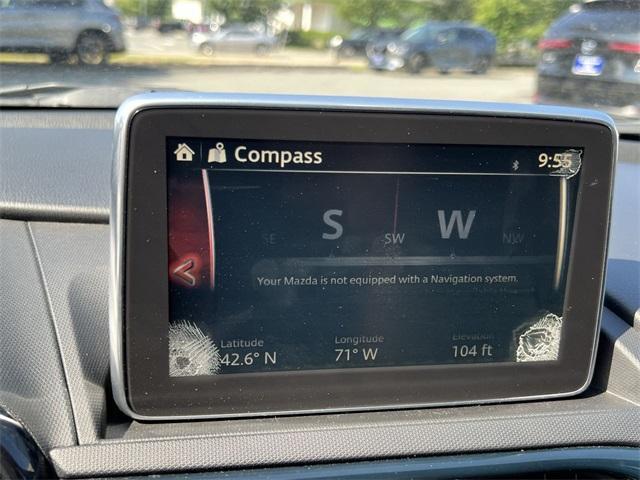 Compass 9:55
S W
SE SW NW
Your Mazda is not equipped with a Navigation system.
Latitude Longitude Elevation
42.6° N 71° W 104 ft